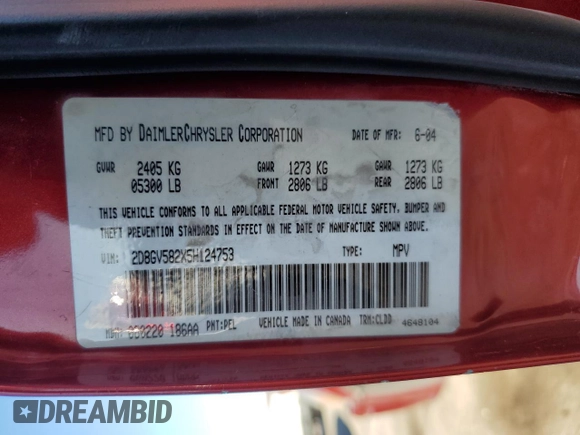 MFD BY DAIMLERCHRYSLER CORPORATION DATE OF MFR: 6-04
GVWR 2405 KG GAWR 1273 KG GAWR 1273 KG
05300 LB FRONT 2806 LB REAR 2806 LB
THIS VEHICLE CONFORMS TO ALL APPLICABLE FEDERAL MOTOR VEHICLE SAFETY, BUMPER AND
THEFT PREVENTION STANDARDS IN EFFECT ON THE DATE OF MANUFACTURE SHOWN ABOVE.
VIN: 2D8GV582X5H124753 TYPE: MPV
MDH: 060220 186AA PNT:PEL VEHICLE MADE IN CANADA TRM:CLDD 4648104
DREAMBID
DREAMBID